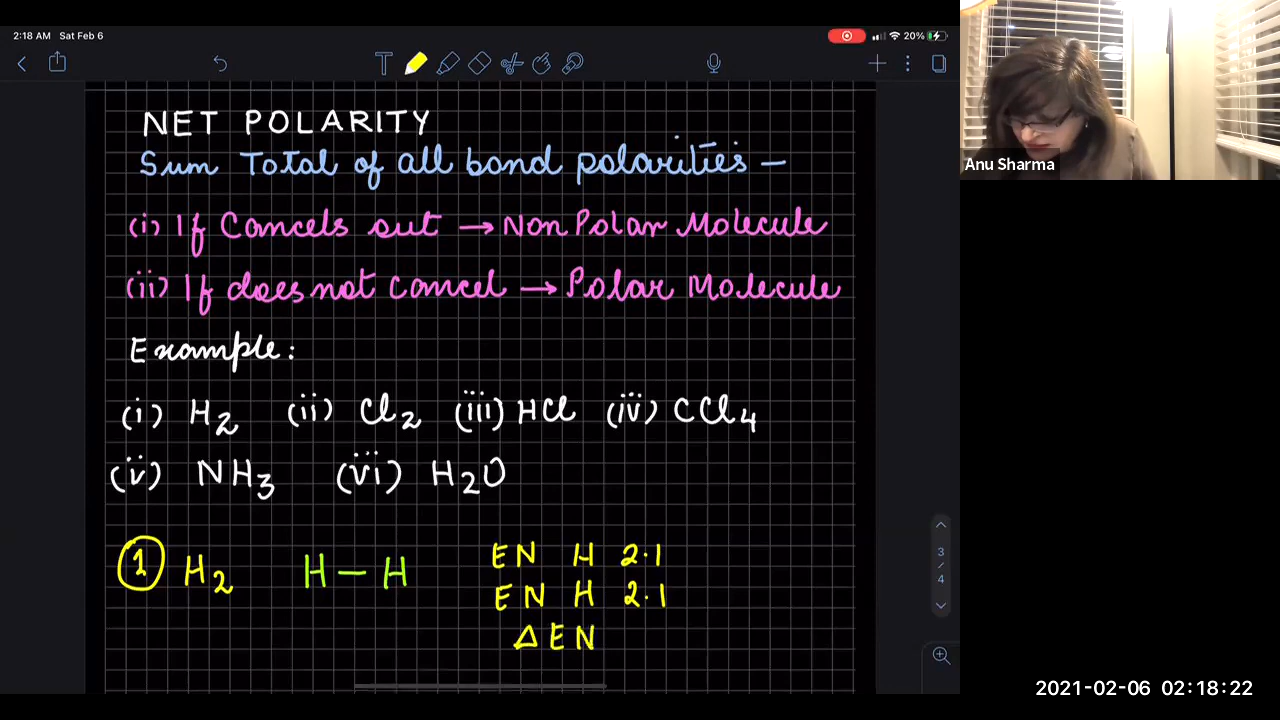 2:18 AM Sat Feb 6
20%
NET POLARITY
Sum Total of all bond polarities -
(i) If Cancels out → Non Polar Molecule
(ii) If does not cancel → Polar Molecule
Example:
(i) H2 (ii) Cl2 (iii) HCl (iv) CCl4
(v) NH3 (vi) H2O
1 H2 H-H
EN H 2.1
EN H 2.1
ΔEN
3/4
Anu Sharma
2021-02-06 02:18:22